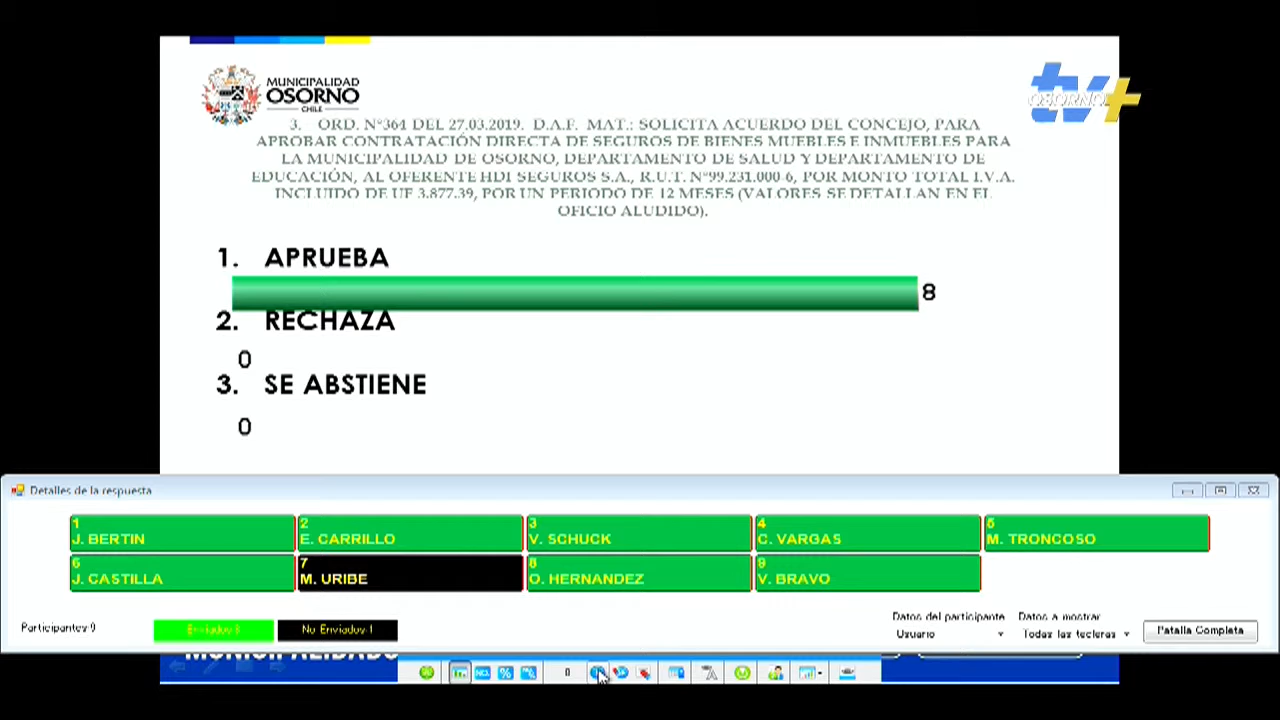 MUNICIPALIDAD
OSORNO
CHILE
tv+
OSORNO
3. ORD. N°364 DEL 27.03.2019. D.A.F. MAT.: SOLICITA ACUERDO DEL CONCEJO, PARA
APROBAR CONTRATACIÓN DIRECTA DE SEGUROS DE BIENES MUEBLES E INMUEBLES PARA
LA MUNICIPALIDAD DE OSORNO, DEPARTAMENTO DE SALUD Y DEPARTAMENTO DE
EDUCACIÓN, AL OFERENTE HDI SEGUROS S.A., R.U.T. N°99.231.000-6, POR MONTO TOTAL I.V.A.
INCLUIDO DE UF 3.877,39, POR UN PERIODO DE 12 MESES (VALORES SE DETALLAN EN EL
OFICIO ALUDIDO).
1. APRUEBA
8
2. RECHAZA
0
3. SE ABSTIENE
0
Detalles de la respuesta
1
J. BERTIN
2
E. CARRILLO
3
V. SCHUCK
4
C. VARGAS
5
M. TRONCOSO
6
J. CASTILLA
7
M. URIBE
8
O. HERNANDEZ
9
V. BRAVO
Participantes 9
Enviados 8
No Enviados 1
Datos del participante
Usuario
Datos a mostrar
Todas las tecleras
Patalla Completa
MUNICIPALIDAD
0